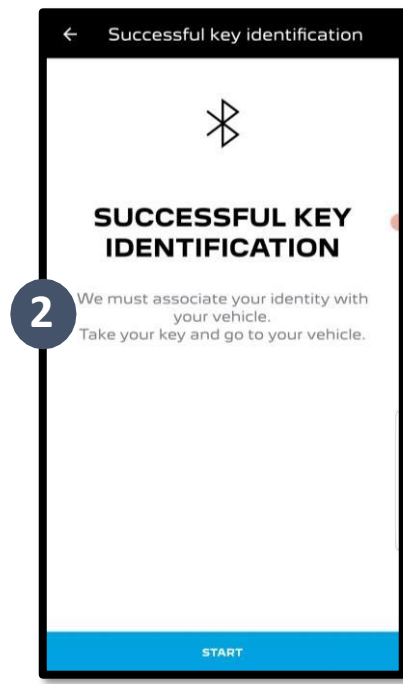 Successful key identification
SUCCESSFUL KEY
IDENTIFICATION
2
We must associate your identity with
your vehicle.
Take your key and go to your vehicle.
START